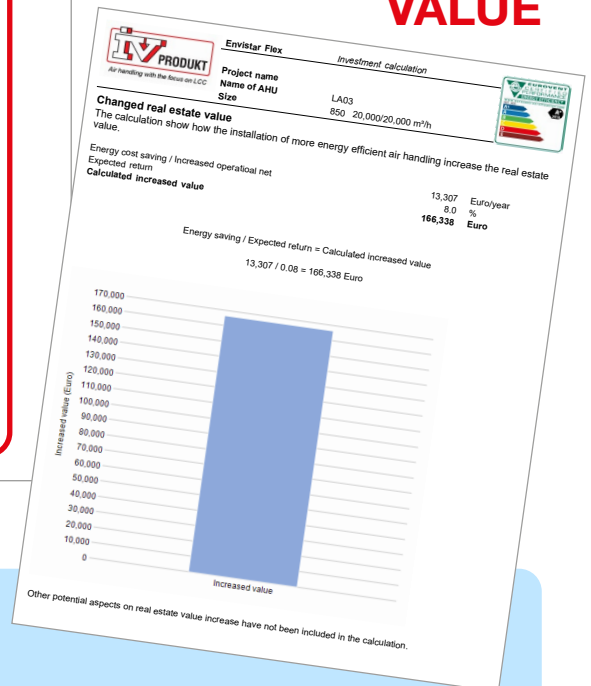 VALUE
IV PRODUKT
Air handling with the focus on LCC
Envistar Flex
Investment calculation
Project name
Name of AHU LA03
Size 850 20,000/20,000 m³/h
Changed real estate value
The calculation show how the installation of more energy efficient air handling increase the real estate
value.
Energy cost saving / Increased operatioal net 13,307 Euro/year
Expected return 8.0 %
Calculated increased value 166,338 Euro
Energy saving / Expected return = Calculated increased value
13,307 / 0.08 = 166,338 Euro
170,000
160,000
150,000
140,000
130,000
120,000
110,000
100,000
90,000
80,000
70,000
60,000
50,000
40,000
30,000
20,000
10,000
0
Increased value (Euro)
Increased value
Other potential aspects on real estate value increase have not been included in the calculation.